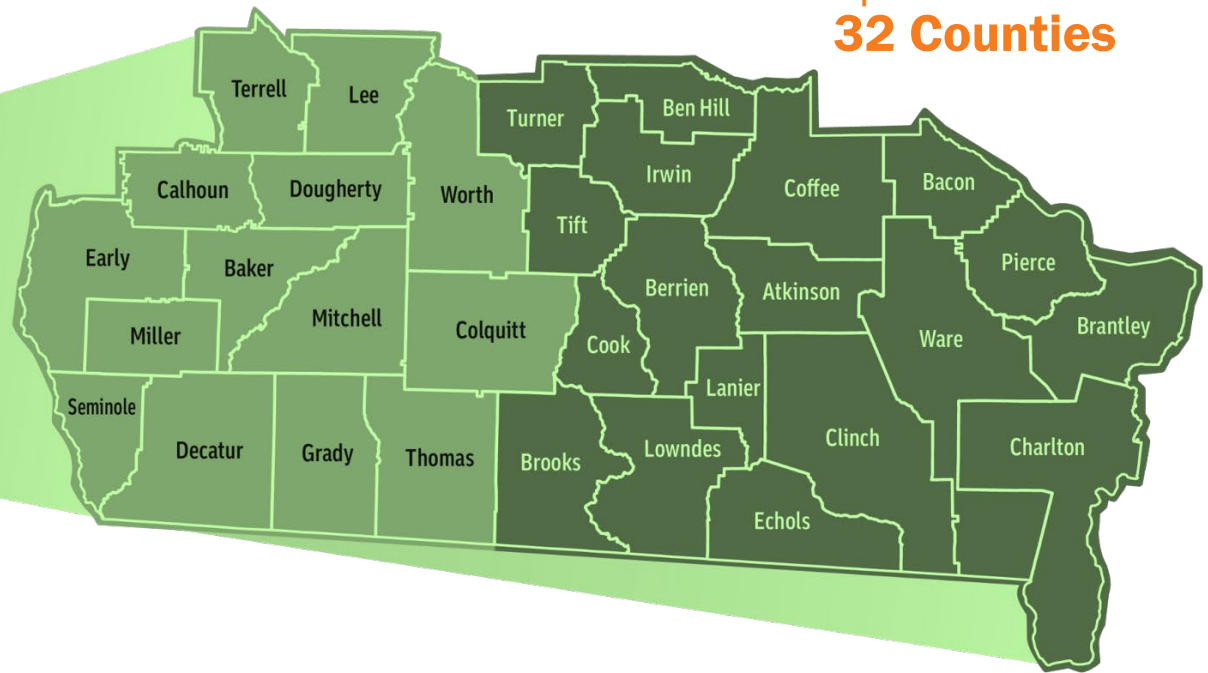 32 Counties
Terrell
Lee
Turner
Ben Hill
Irwin
Coffee
Bacon
Calhoun
Dougherty
Worth
Tift
Early
Baker
Berrien
Atkinson
Pierce
Miller
Mitchell
Colquitt
Cook
Ware
Brantley
Lanier
Seminole
Decatur
Grady
Thomas
Brooks
Lowndes
Clinch
Charlton
Echols